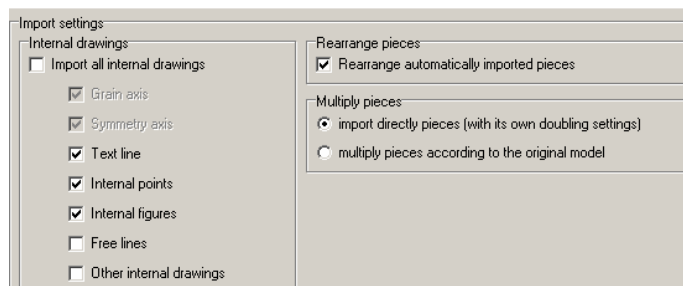 Import settings
Internal drawings
Import all internal drawings
Grain axis
Symmetry axis
Text line
Internal points
Internal figures
Free lines
Other internal drawings
Rearrange pieces
Rearrange automatically imported pieces
Multiply pieces
import directly pieces (with its own doubling settings)
multiply pieces according to the original model